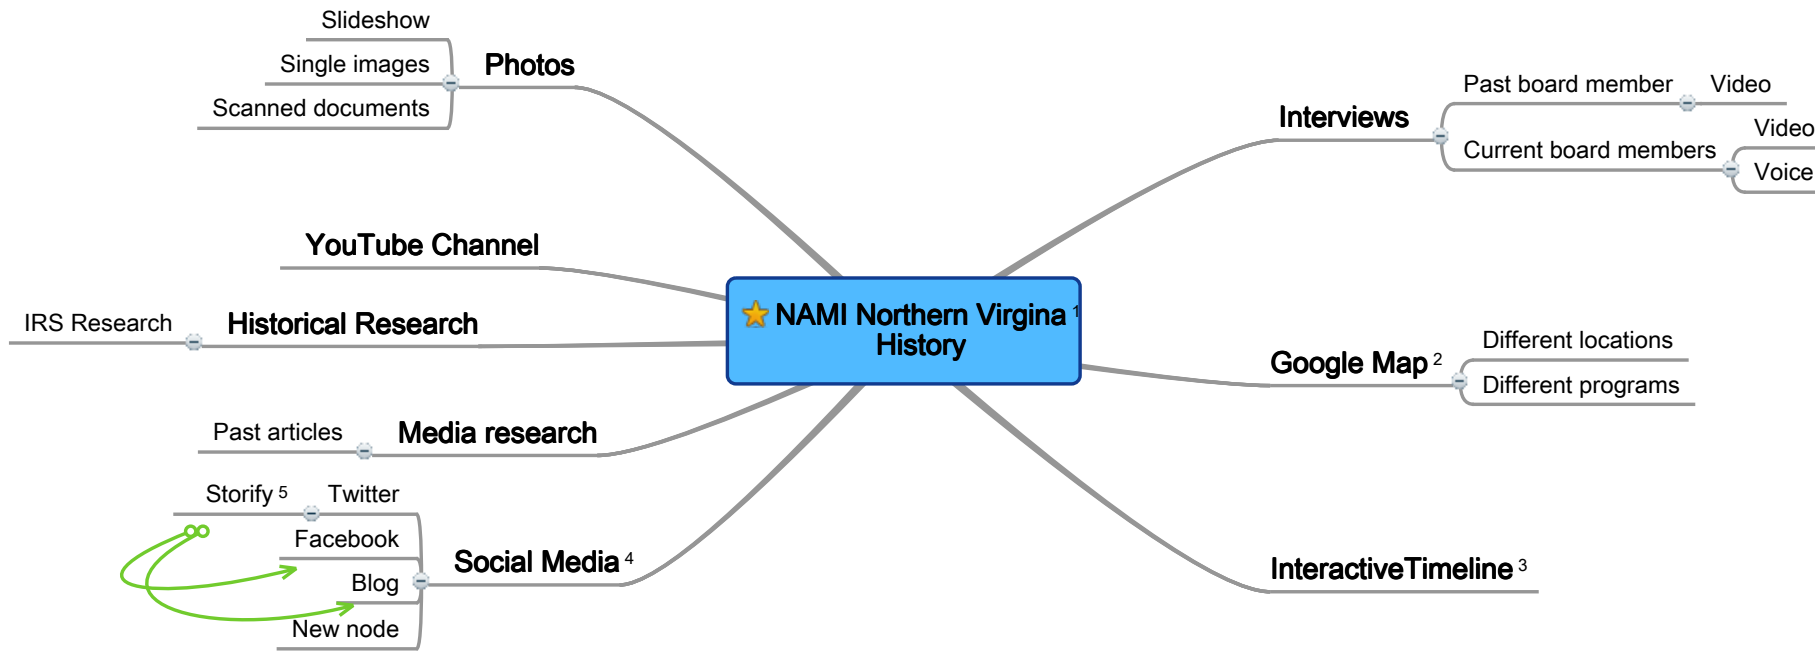 Slideshow
Single images
Scanned documents
Photos
YouTube Channel
IRS Research
Historical Research
Past articles
Media research
Storify 5
Twitter
Facebook
Blog
New node
Social Media 4
NAMI Northern Virgina 1
History
Interviews
Past board member
Video
Current board members
Video
Voice
Google Map 2
Different locations
Different programs
InteractiveTimeline 3